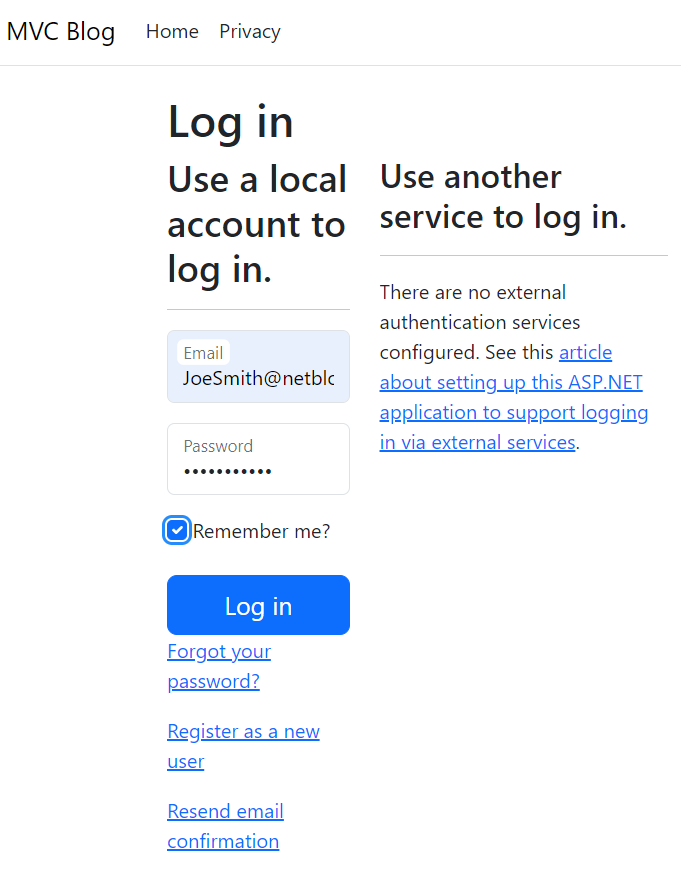 MVC Blog Home Privacy
Log in
Use a local
account to
log in.
Email
JoeSmith@netblc
Password
•••••••••••
Remember me?
Log in
Forgot your
password?
Register as a new
user
Resend email
confirmation
Use another
service to log in.
There are no external
authentication services
configured. See this article
about setting up this ASP.NET
application to support logging
in via external services.